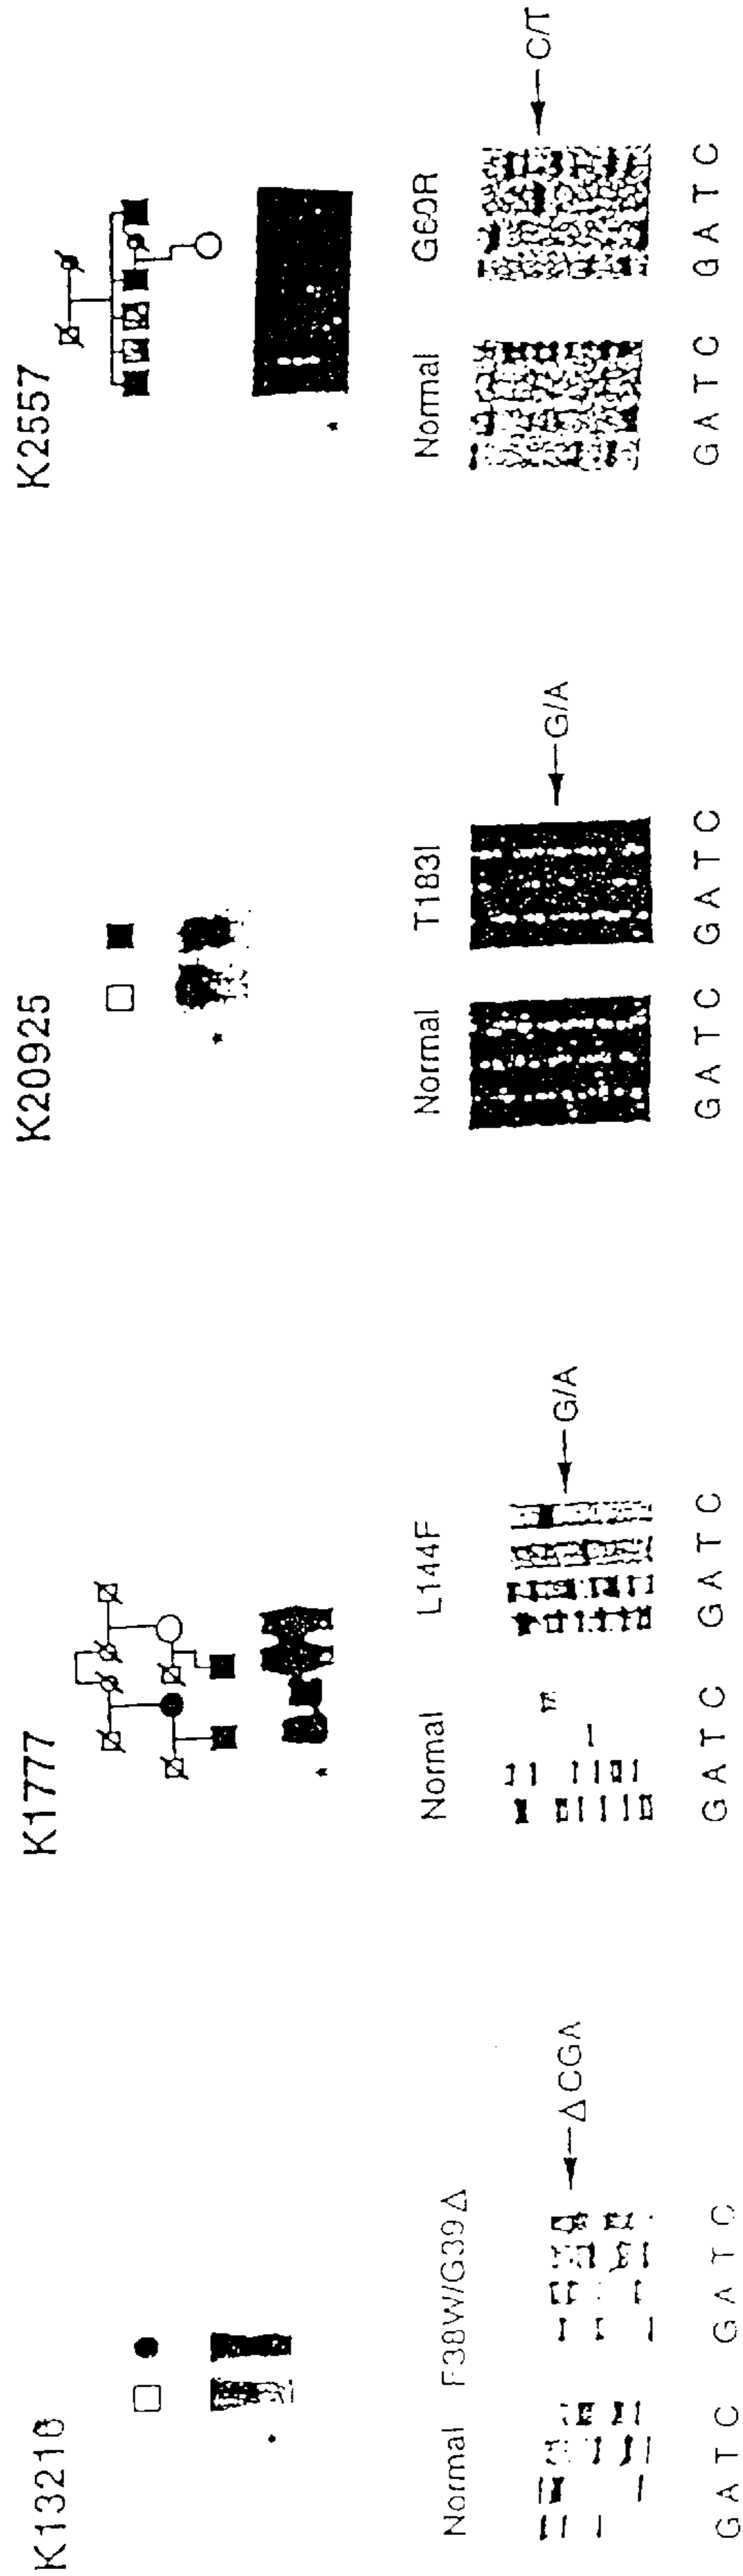 K13216
Normal F38W/G39Δ
ΔCGA
G A T C G A T C
K1777
Normal L144F
G/A
G A T C G A T C
K20925
Normal T183I
G/A
G A T C G A T C
K2557
Normal G60R
C/T
G A T C G A T C